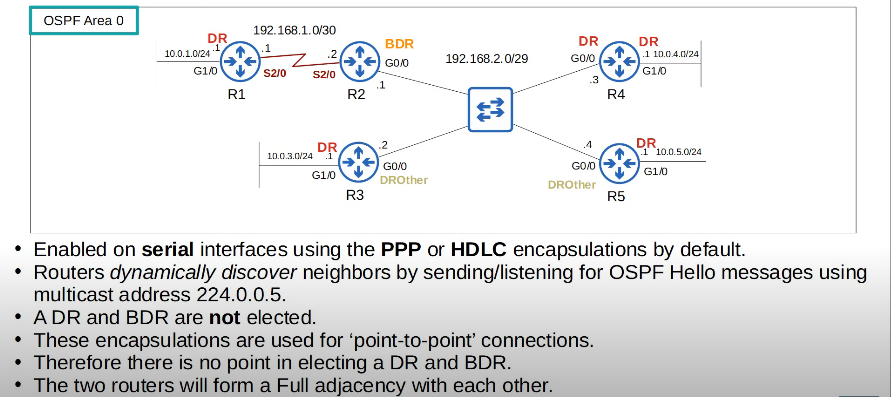 OSPF Area 0
192.168.1.0/30
DR
BDR
DR
DR
10.0.1.0/24 .1
.1
.2
G0/0
192.168.2.0/29
G0/0
.1 10.0.4.0/24
G1/0
S2/0
S2/0
G1/0
.1
.3
R1
R2
R4
DR
.2
.4
DR
10.0.3.0/24 .1
.1 10.0.5.0/24
G1/0
G0/0
G0/0
G1/0
DROther
DROther
R3
R5
• Enabled on serial interfaces using the PPP or HDLC encapsulations by default.
• Routers dynamically discover neighbors by sending/listening for OSPF Hello messages using
multicast address 224.0.0.5.
• A DR and BDR are not elected.
• These encapsulations are used for ‘point-to-point’ connections.
• Therefore there is no point in electing a DR and BDR.
• The two routers will form a Full adjacency with each other.